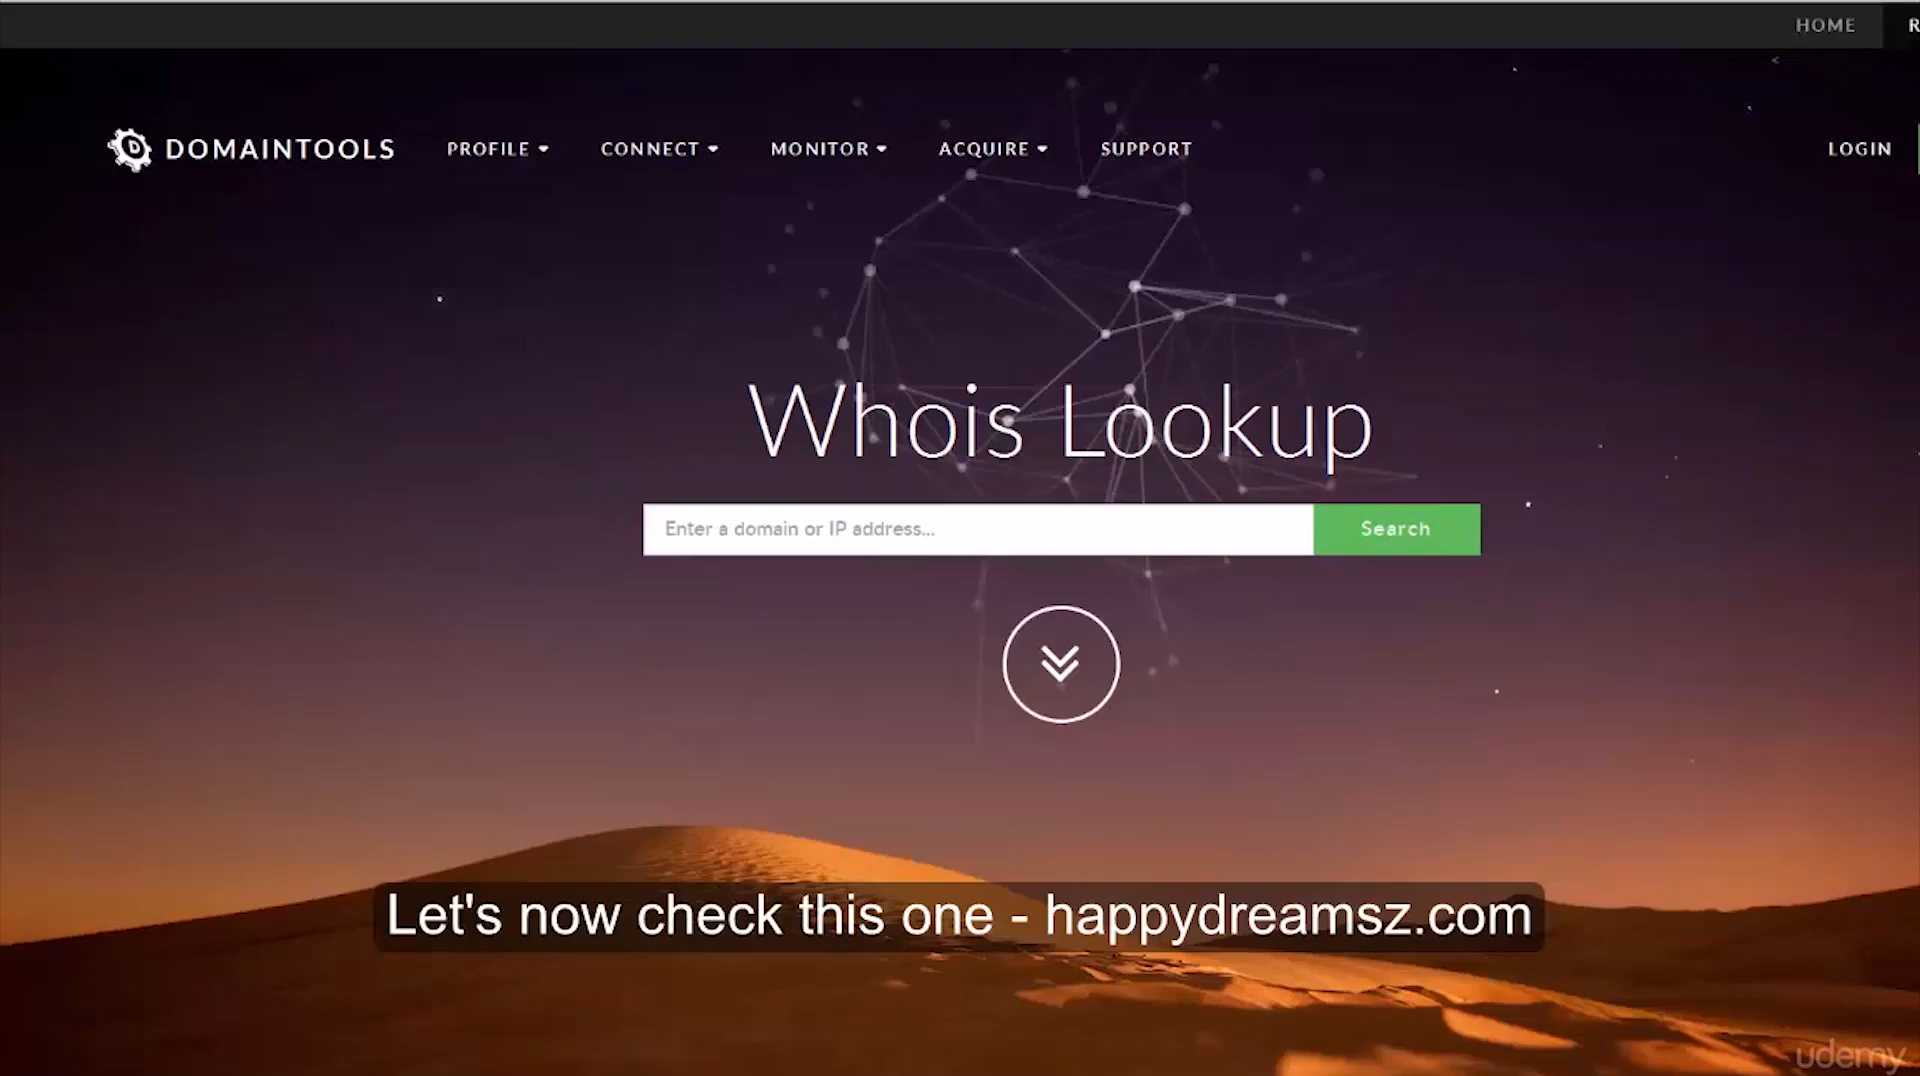 HOME
R
DOMAINTOOLS PROFILE CONNECT MONITOR ACQUIRE SUPPORT LOGIN
Whois Lookup
Enter a domain or IP address... Search
Let's now check this one - happydreamsz.com
udemy